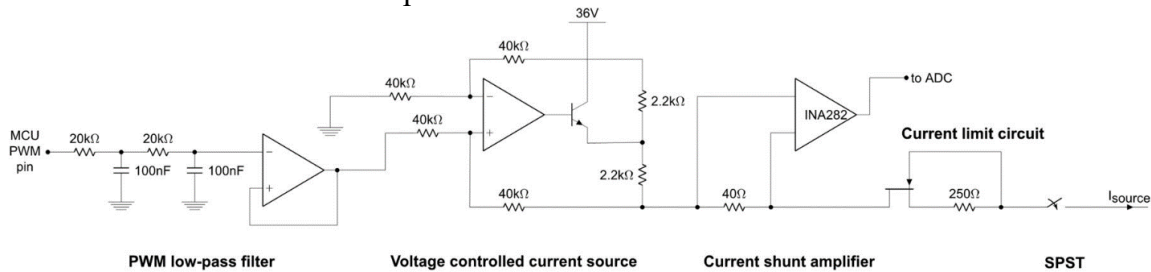 36V
40kΩ
40kΩ
to ADC
2.2kΩ
INA282
MCU
PWM
pin
20kΩ
20kΩ
40kΩ
Current limit circuit
100nF
100nF
2.2kΩ
40kΩ
40Ω
250Ω
Isource
PWM low-pass filter
Voltage controlled current source
Current shunt amplifier
SPST